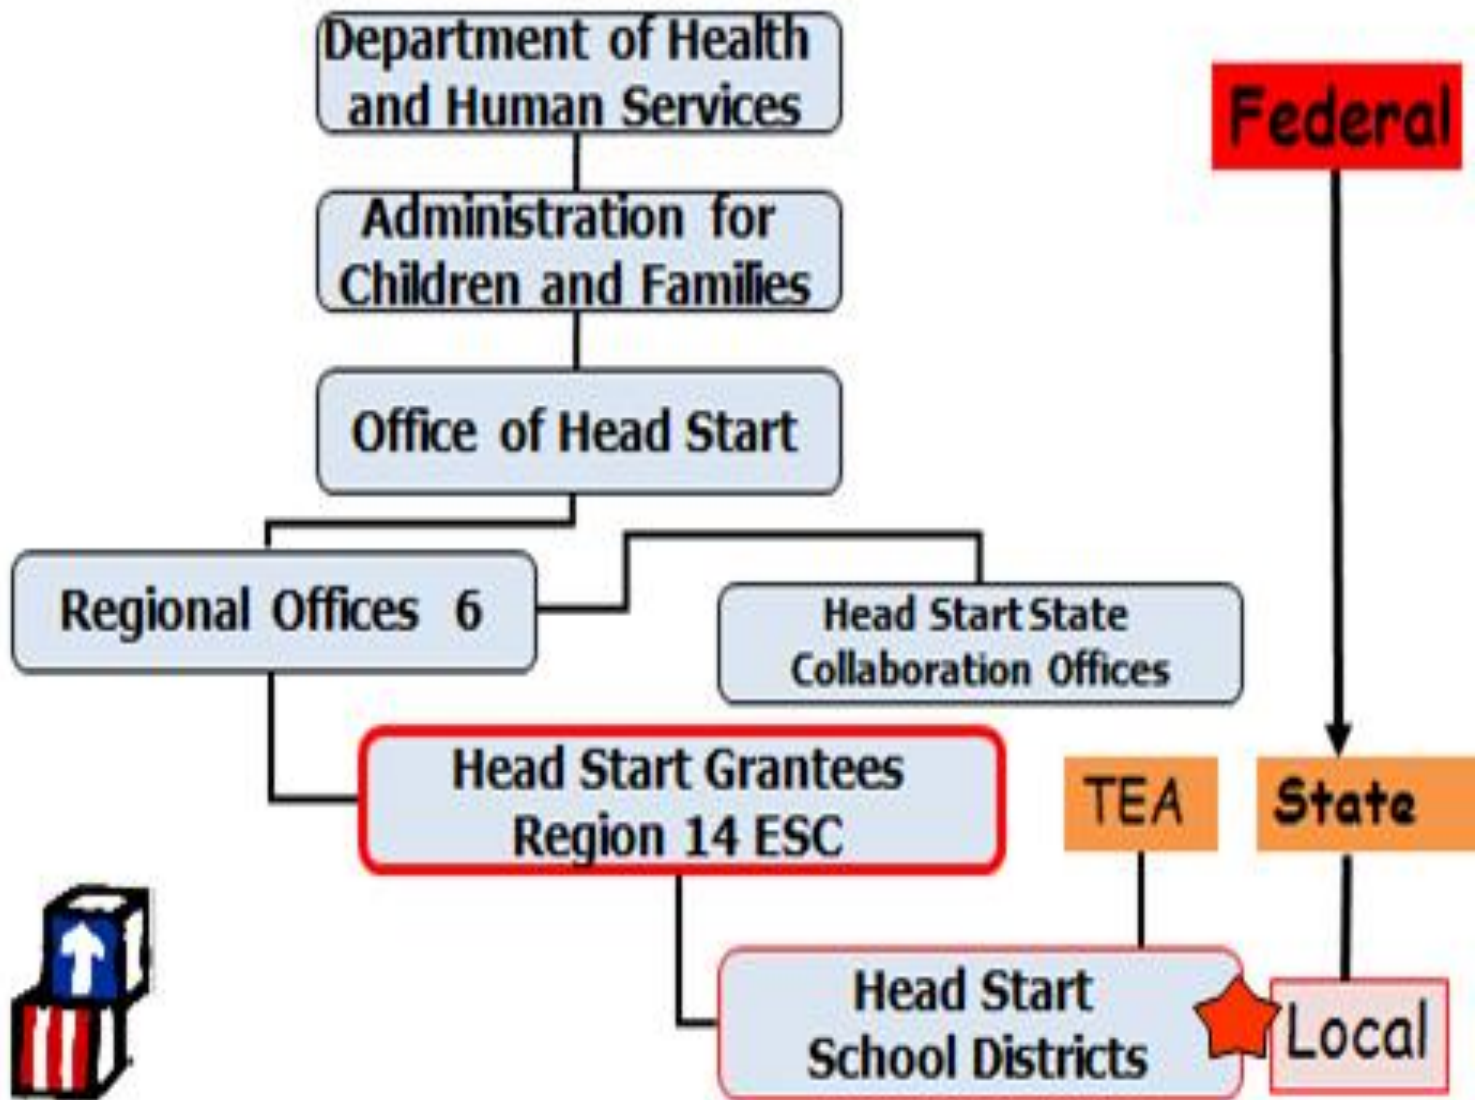 Department of Health
and Human Services
Federal
Administration for
Children and Families
Office of Head Start
Regional Offices 6
Head Start State
Collaboration Offices
Head Start Grantees
Region 14 ESC
TEA
State
Head Start
School Districts
Local